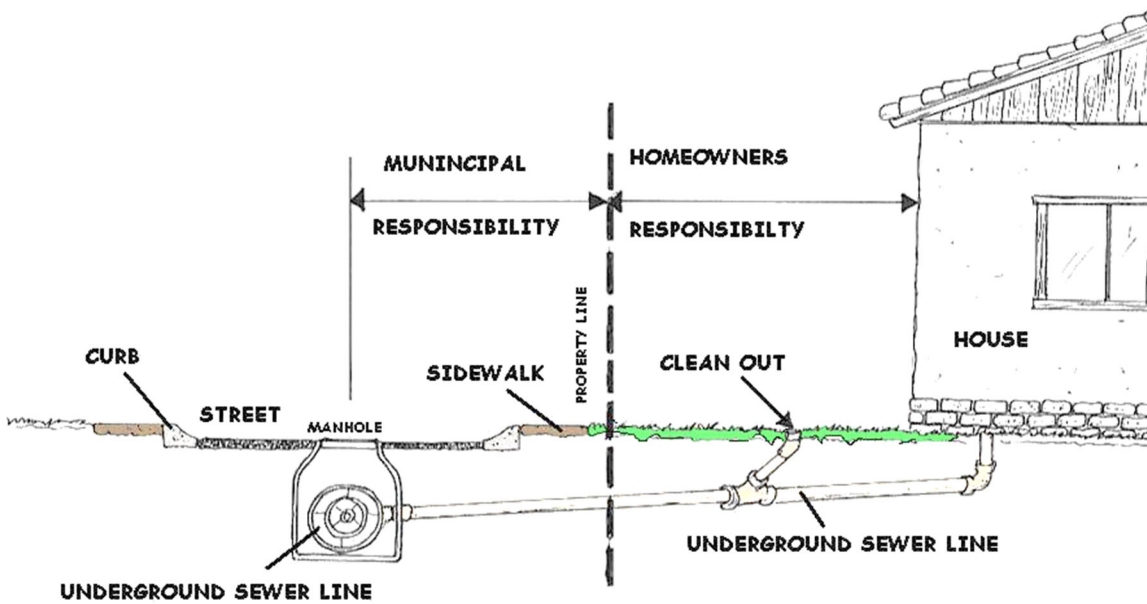 MUNINCIPAL
RESPONSIBILITY
HOMEOWNERS
RESPONSIBILTY
PROPERTY LINE
HOUSE
CURB
SIDEWALK
CLEAN OUT
STREET
MANHOLE
UNDERGROUND SEWER LINE
UNDERGROUND SEWER LINE